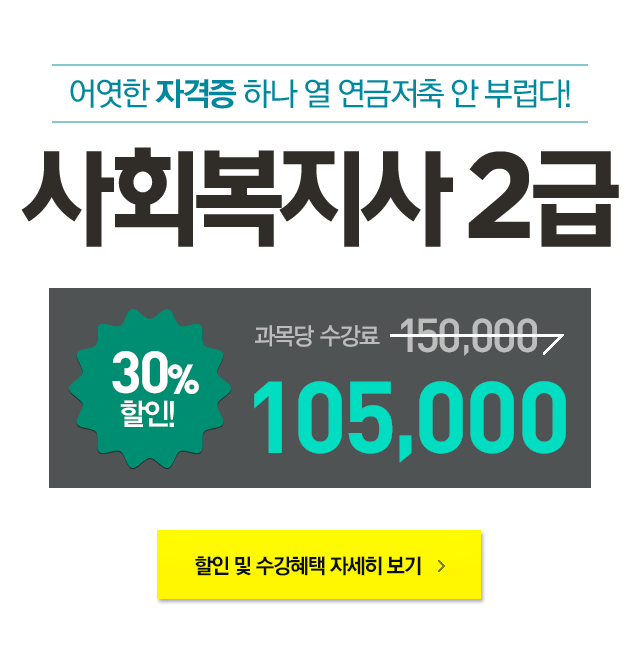 어엿한 자격증 하나 열 연금저축 안 부럽다!
사회복지사 2급
30%
할인!
과목당 수강료 150,000
105,000
할인 및 수강혜택 자세히 보기 >